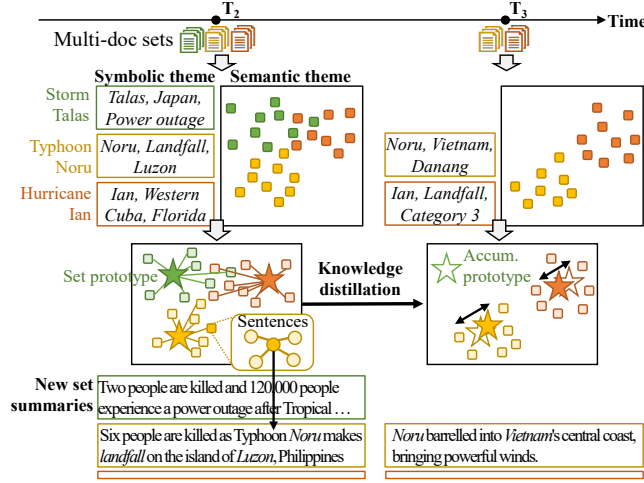 T2
T3
Time
Multi-doc sets
Symbolic theme
Semantic theme
Storm
Talas
Talas, Japan,
Power outage
Typhoon
Noru
Noru, Landfall,
Luzon
Noru, Vietnam,
Danang
Hurricane
Ian
Ian, Western
Cuba, Florida
Ian, Landfall,
Category 3
Set prototype
Knowledge
distillation
Accum.
prototype
Sentences
New set
summaries
Two people are killed and 120,000 people
experience a power outage after Tropical …
Six people are killed as Typhoon Noru makes
landfall on the island of Luzon, Philippines
Noru barrelled into Vietnam's central coast,
bringing powerful winds.